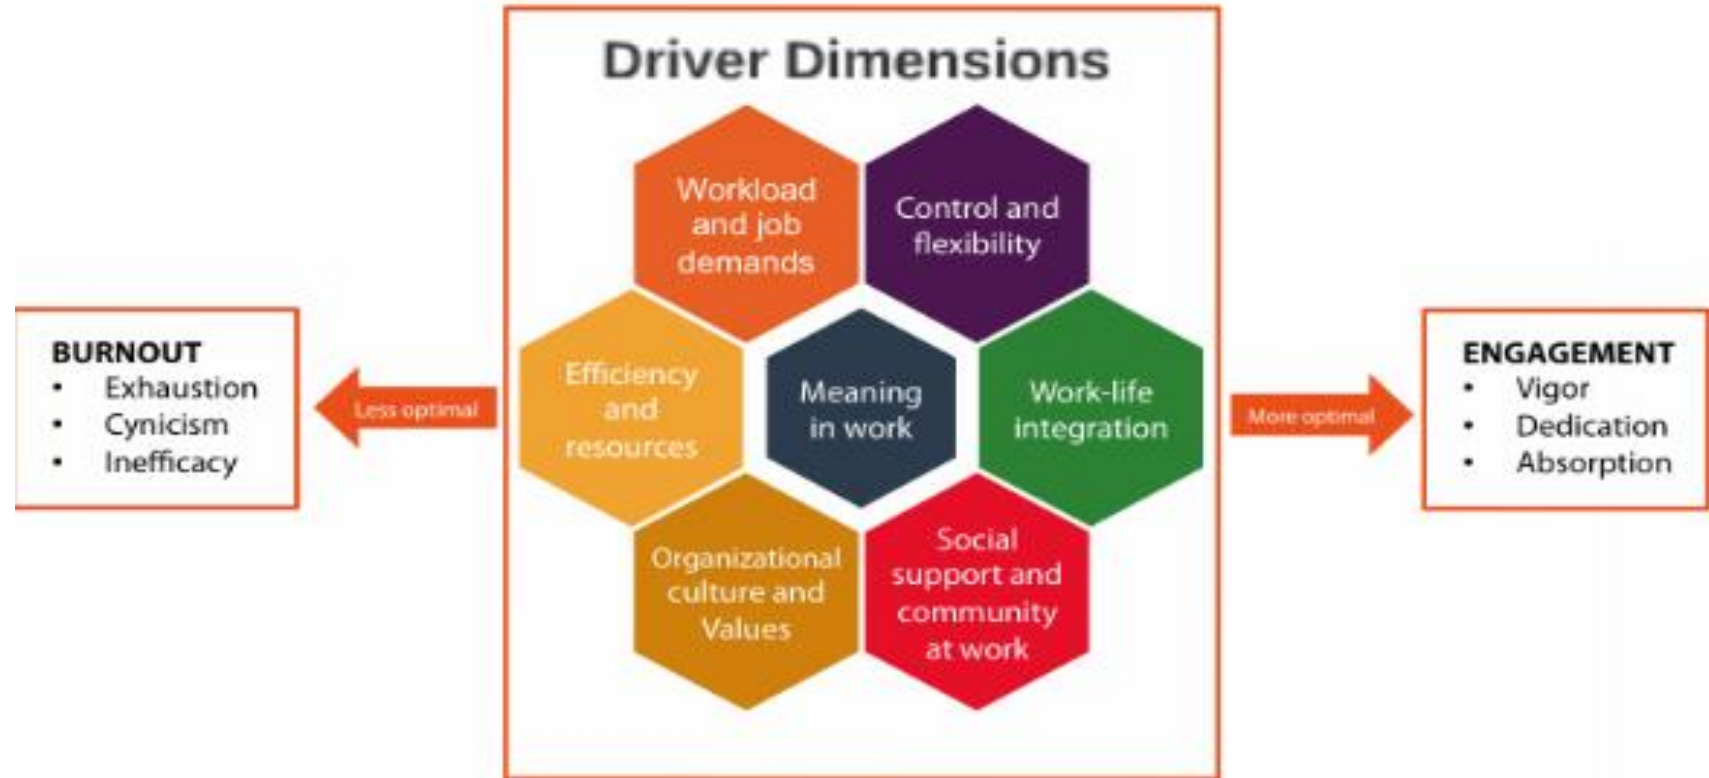 Driver Dimensions
Workload
and job
demands
Control and
flexibility
Efficiency
and
resources
Meaning
in work
Work-life
integration
Organizational
culture and
Values
Social
support and
community
at work
BURNOUT
• Exhaustion
• Cynicism
• Inefficacy
Less optimal
More optimal
ENGAGEMENT
• Vigor
• Dedication
• Absorption